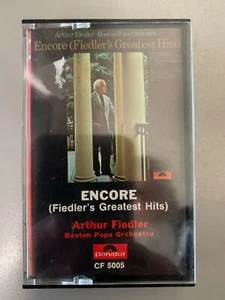 Arthur Fiedler · Boston Pops Orchestra
Encore (Fiedler's Greatest Hits)
ENCORE
(Fiedler's Greatest Hits)
Arthur Fiedler
Boston Pops Orchestra
Polydor
CF 5005